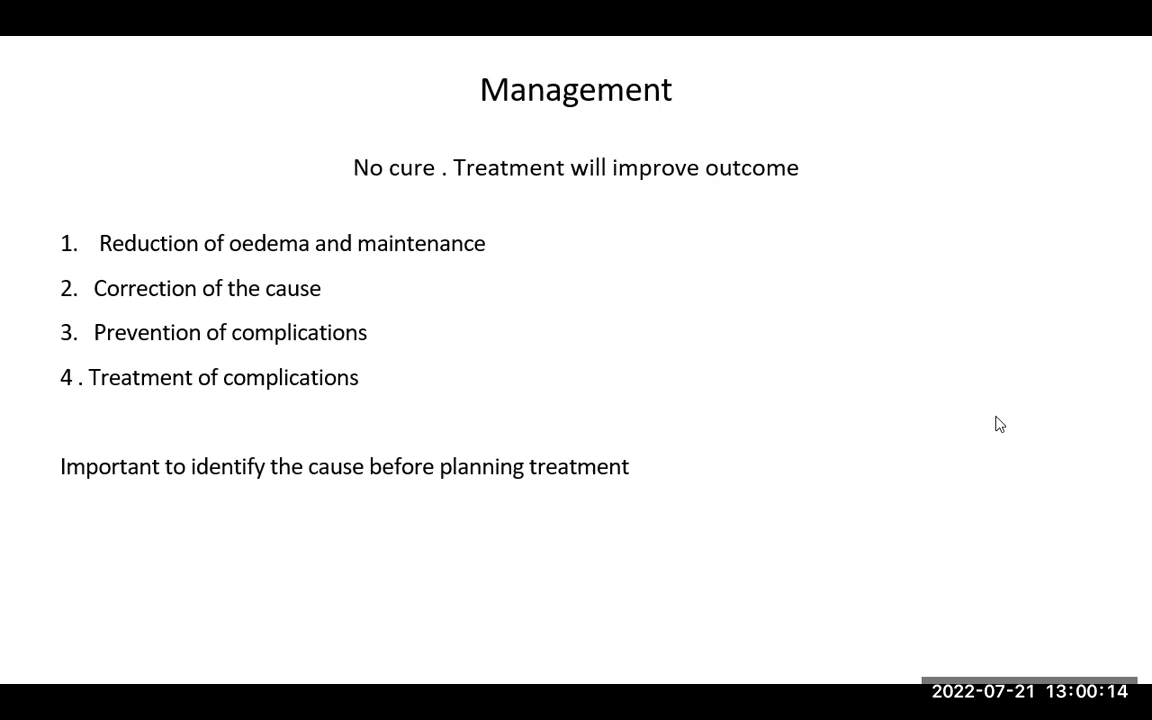 Management
No cure . Treatment will improve outcome
1. Reduction of oedema and maintenance
2. Correction of the cause
3. Prevention of complications
4 . Treatment of complications
Important to identify the cause before planning treatment
2022-07-21 13:00:14